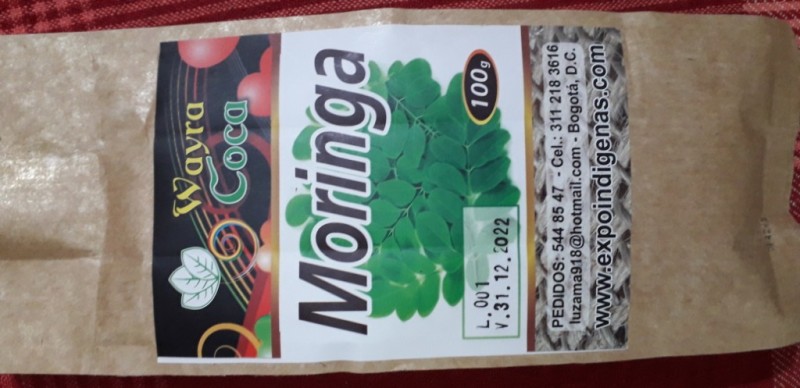 Wayra
Coca
Moringa
100g
L.001
V.31.12.2022
PEDIDOS: 544 85 47 - Cel.: 311 218 3616
luzama918@hotmail.com - Bogotá, D.C.
www.expoindigenas.com